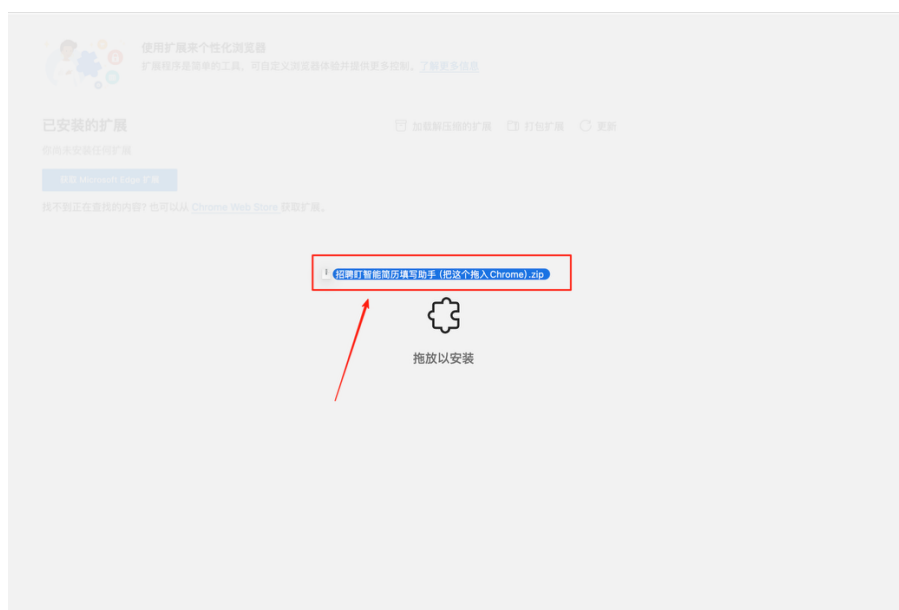 使用扩展来个性化浏览器
扩展程序是简单的工具，可自定义浏览器体验并提供更多控制。了解更多信息
已安装的扩展
加载解压缩的扩展 打包扩展 更新
你尚未安装任何扩展
获取 Microsoft Edge 扩展
找不到正在查找的内容? 也可以从 Chrome Web Store 获取扩展。
招聘盯智能简历填写助手 (把这个拖入 Chrome).zip
拖放以安装